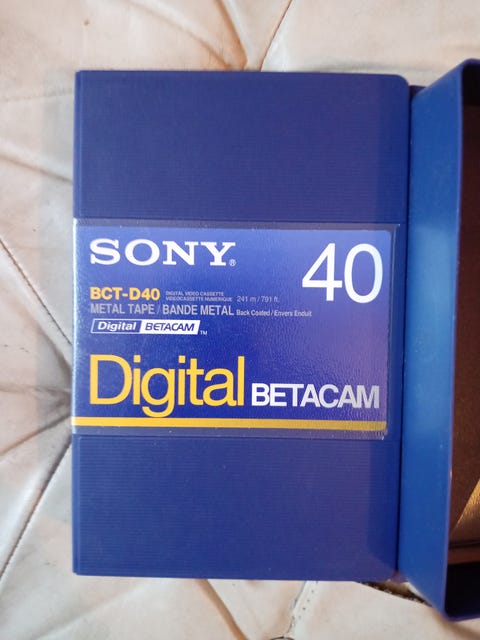 SONY®
40
BCT-D40 DIGITAL VIDEO CASSETTE
VIDEOCASSETTE NUMERIQUE 241 m / 791 ft.
METAL TAPE / BANDE METAL Back Coated / Envers Enduit
Digital BETACAM ™
Digital BETACAM